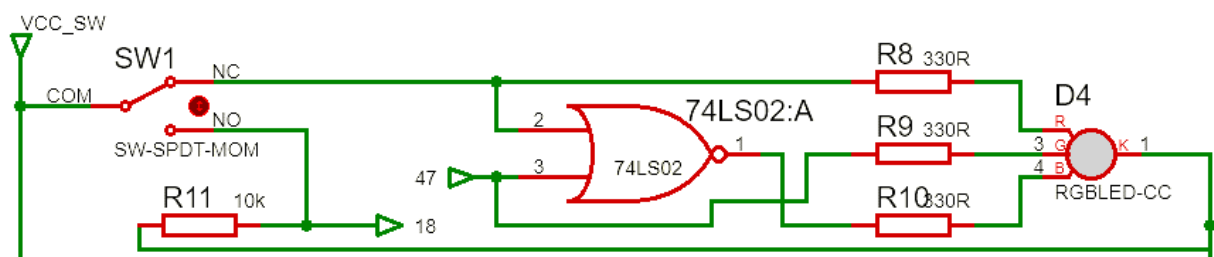 VCC_SW
SW1
NC
COM
NO
SW-SPDT-MOM
R11 10k
18
47
2
3
74LS02:A
74LS02
1
R8 330R
R9 330R
R10 330R
D4
R
3 G
4 B
K 1
RGBLED-CC